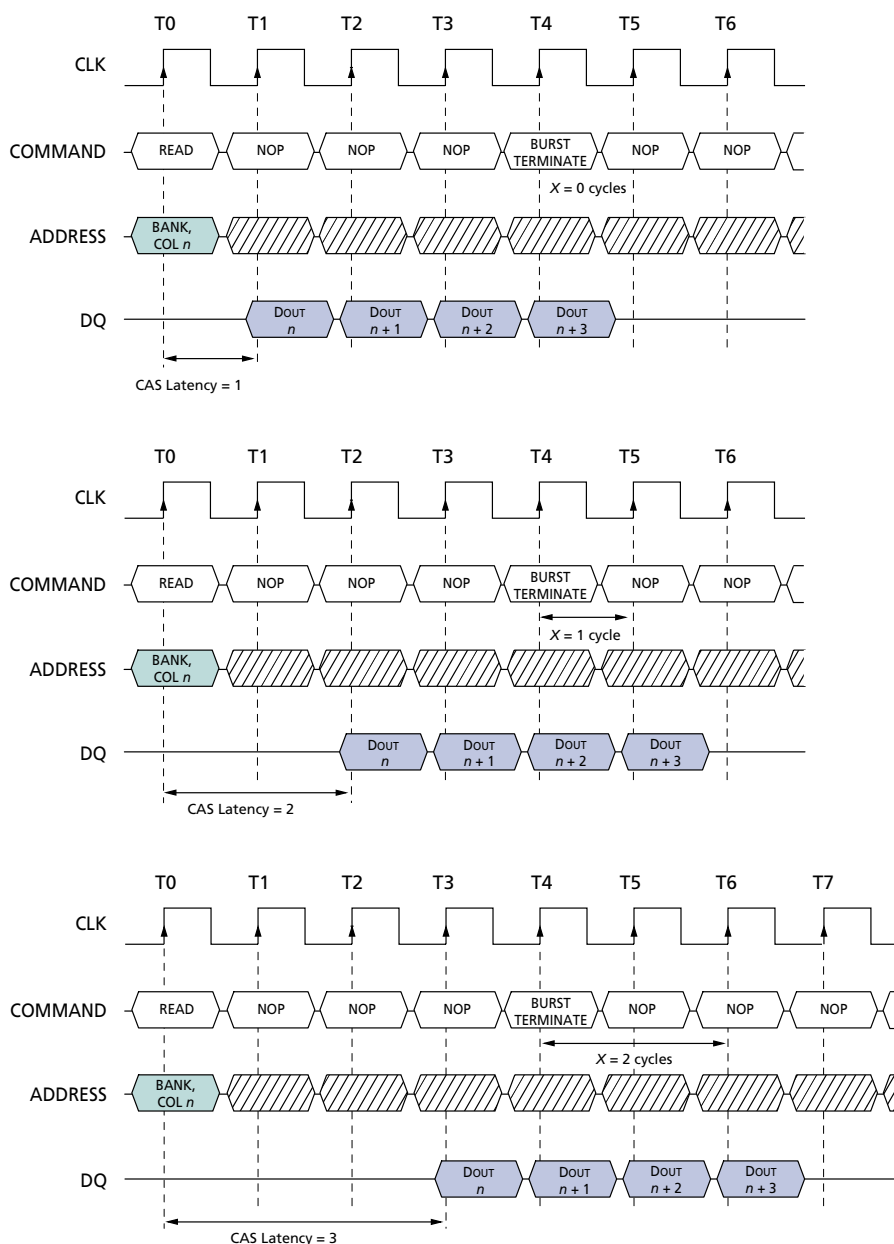 T0 T1 T2 T3 T4 T5 T6
CLK
COMMAND READ NOP NOP NOP BURST TERMINATE NOP NOP
X = 0 cycles
ADDRESS BANK, COL n
DQ DOUT n DOUT n + 1 DOUT n + 2 DOUT n + 3
CAS Latency = 1
T0 T1 T2 T3 T4 T5 T6
CLK
COMMAND READ NOP NOP NOP BURST TERMINATE NOP NOP
X = 1 cycle
ADDRESS BANK, COL n
DQ DOUT n DOUT n + 1 DOUT n + 2 DOUT n + 3
CAS Latency = 2
T0 T1 T2 T3 T4 T5 T6 T7
CLK
COMMAND READ NOP NOP NOP BURST TERMINATE NOP NOP NOP
X = 2 cycles
ADDRESS BANK, COL n
DQ DOUT n DOUT n + 1 DOUT n + 2 DOUT n + 3
CAS Latency = 3